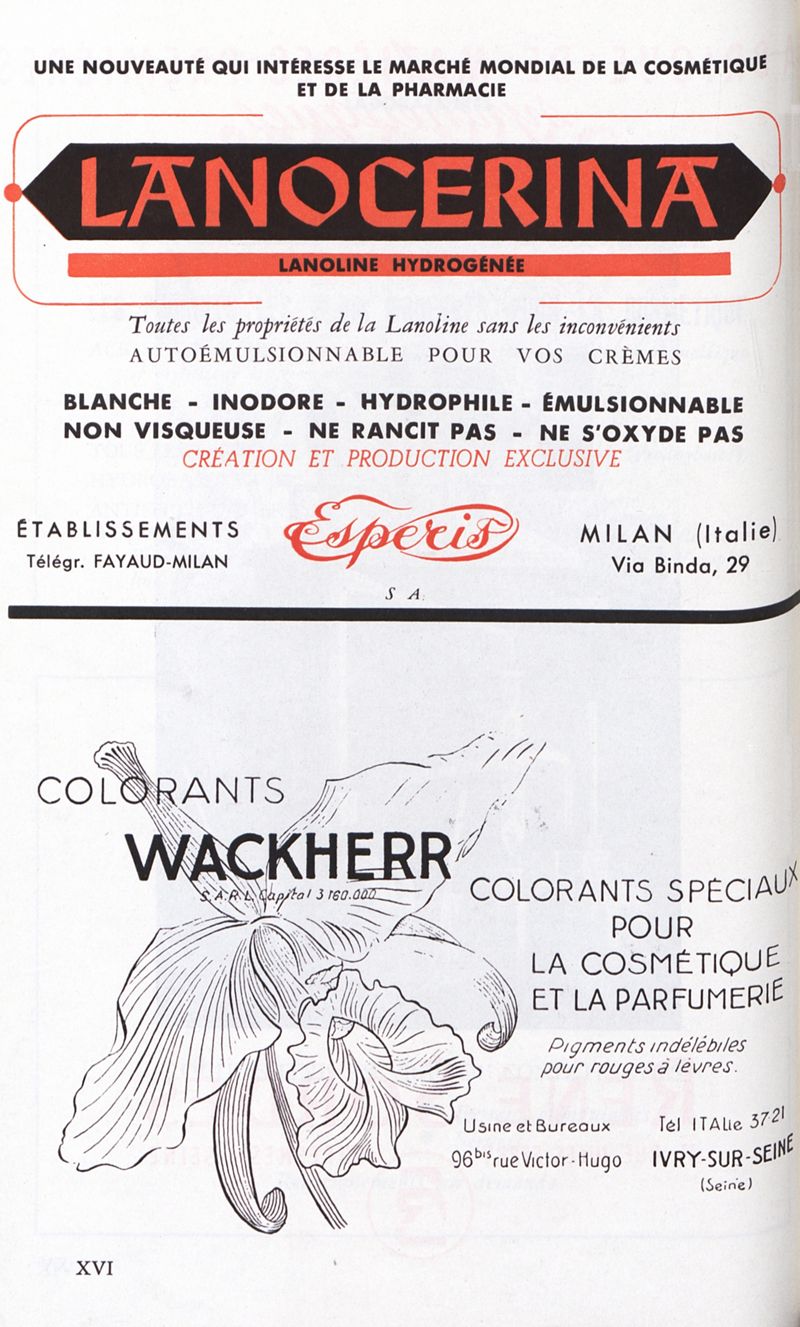 UNE NOUVEAUTÉ QUI INTÉRESSE LE MARCHÉ MONDIAL DE LA COSMÉTIQUE
ET DE LA PHARMACIE
LANOCERINA
LANOLINE HYDROGÉNÉE
Toutes les propriétés de la Lanoline sans les inconvénients
AUTOÉMULSIONNABLE POUR VOS CRÈMES
BLANCHE - INODORE - HYDROPHILE - ÉMULSIONNABLE
NON VISQUEUSE - NE RANCIT PAS - NE S'OXYDE PAS
CRÉATION ET PRODUCTION EXCLUSIVE
ÉTABLISSEMENTS Esperis MILAN (Italie)
Télégr. FAYAUD-MILAN Via Binda, 29
S A
COLORANTS
WACKHERR
S.A.R.L. Capital 3 160.000
COLORANTS SPÉCIAUX
POUR
LA COSMÉTIQUE
ET LA PARFUMERIE
Pigments indélébiles
pour rouges à lèvres.
Usine et Bureaux Tél ITALie 37 21
96bis rue Victor-Hugo IVRY-SUR-SEINE
(Seine)
XVI